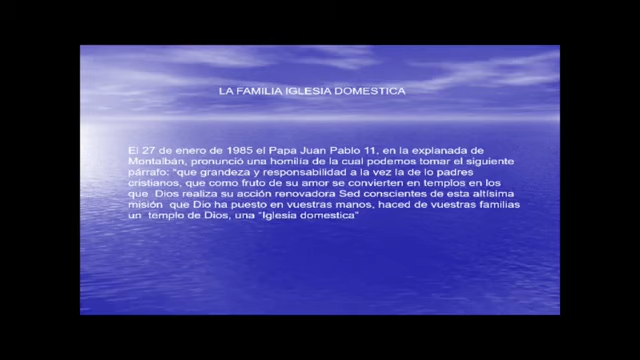 LA FAMILIA IGLESIA DOMESTICA
El 27 de enero de 1985 el Papa Juan Pablo 11, en la explanada de
Montalbán, pronunció una homilía de la cual podemos tomar el siguiente
párrafo: "que grandeza y responsabilidad a la vez la de lo padres
cristianos, que como fruto de su amor se convierten en templos en los
que Dios realiza su acción renovadora Sed conscientes de esta altísima
misión que Dio ha puesto en vuestras manos, haced de vuestras familias
un templo de Dios, una "Iglesia domestica"